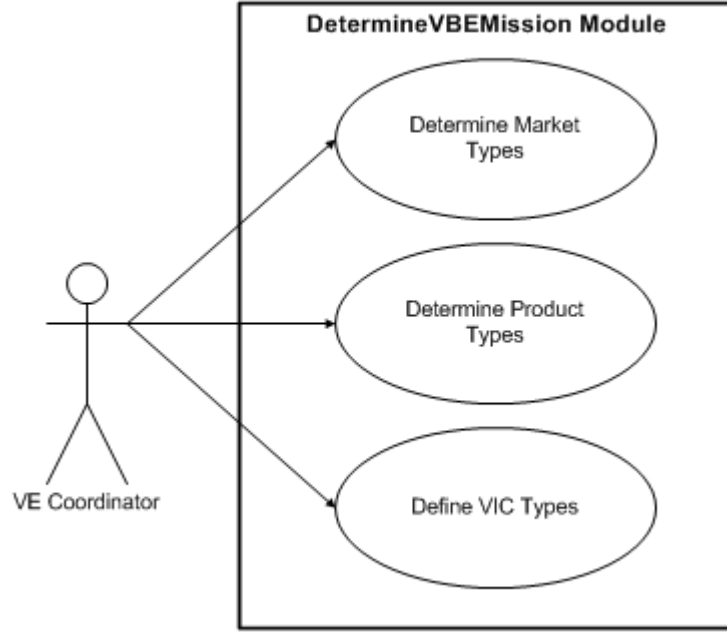 DetermineVBEMission Module
Determine Market
Types
Determine Product
Types
VE Coordinator
Define VIC Types